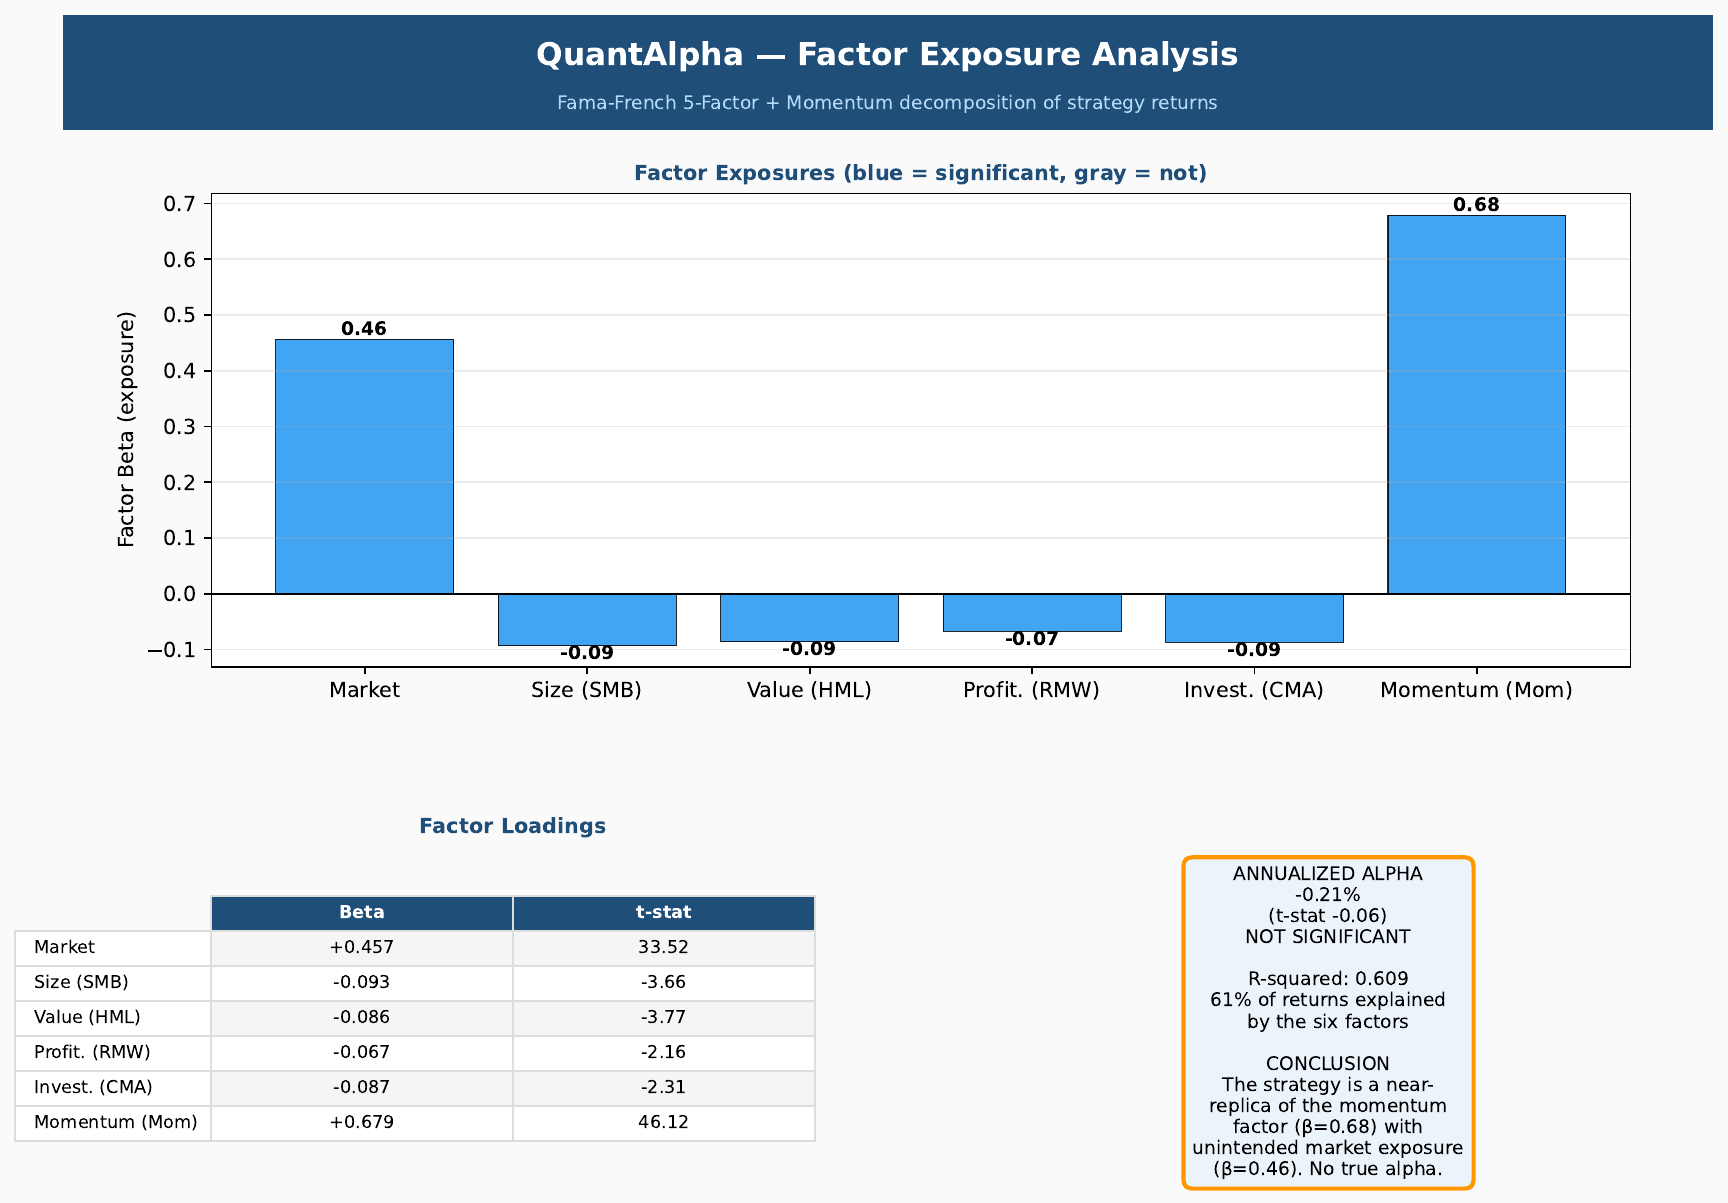 QuantAlpha — Factor Exposure Analysis
Fama-French 5-Factor + Momentum decomposition of strategy returns
Factor Exposures (blue = significant, gray = not)
Factor Beta (exposure)
0.7
0.6
0.5
0.4
0.3
0.2
0.1
0.0
−0.1
0.46
-0.09
-0.09
-0.07
-0.09
0.68
Market Size (SMB) Value (HML) Profit. (RMW) Invest. (CMA) Momentum (Mom)
Factor Loadings
Beta t-stat
Market +0.457 33.52
Size (SMB) -0.093 -3.66
Value (HML) -0.086 -3.77
Profit. (RMW) -0.067 -2.16
Invest. (CMA) -0.087 -2.31
Momentum (Mom) +0.679 46.12
ANNUALIZED ALPHA
-0.21%
(t-stat -0.06)
NOT SIGNIFICANT
R-squared: 0.609
61% of returns explained
by the six factors
CONCLUSION
The strategy is a near-
replica of the momentum
factor (β=0.68) with
unintended market exposure
(β=0.46). No true alpha.